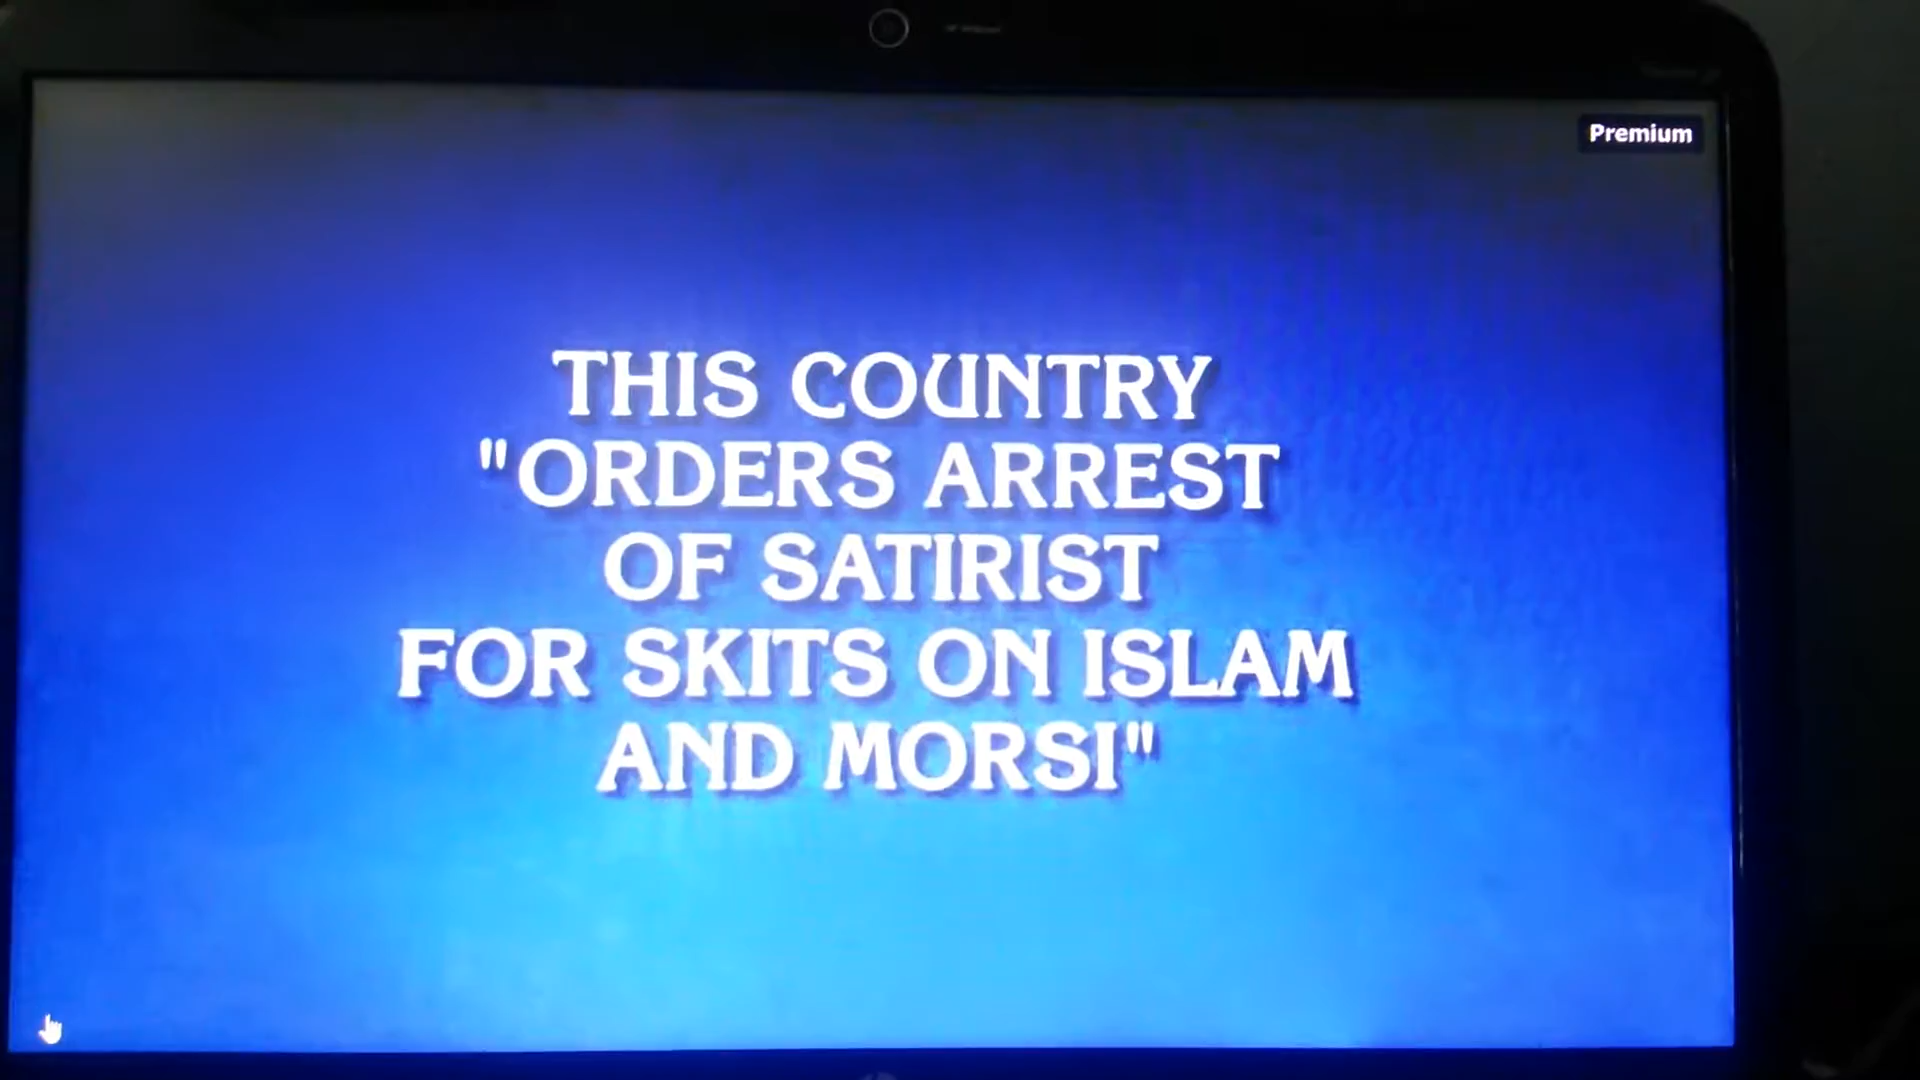 Premium
THIS COUNTRY
"ORDERS ARREST
OF SATIRIST
FOR SKITS ON ISLAM
AND MORSI"